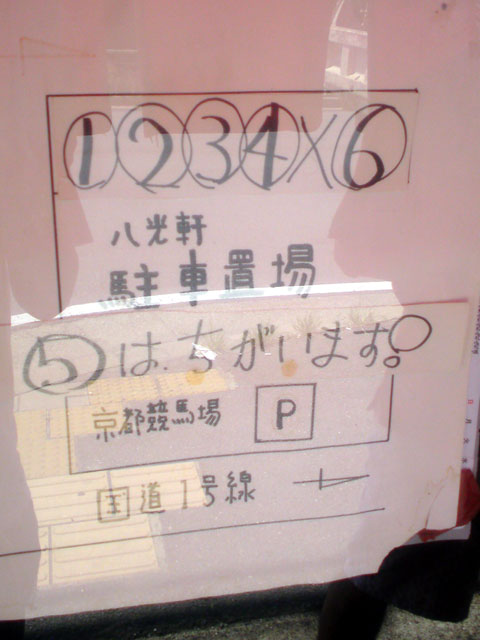 ①②③④×⑥
八光軒
駐車置場
⑤はちがいます。
京都競馬場 P
国道1号線